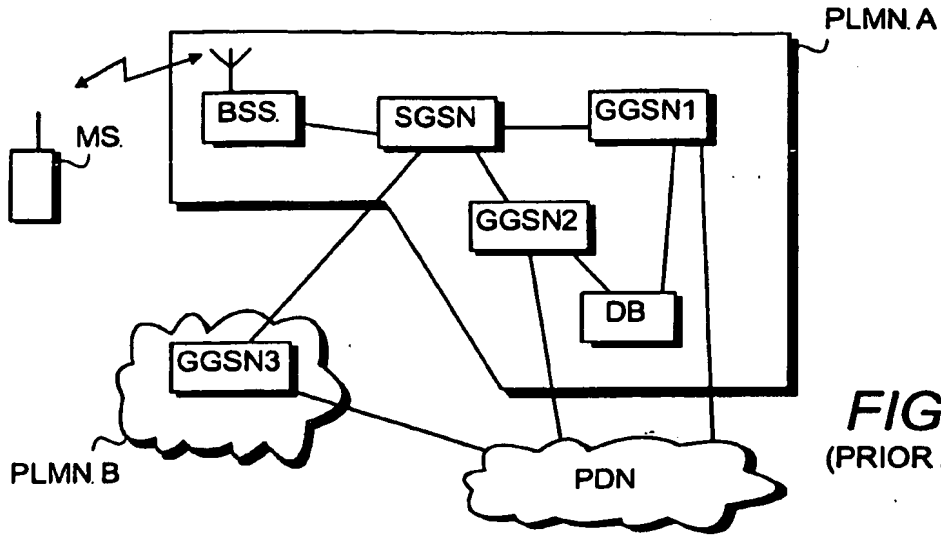 PLMN. A
BSS.
SGSN
GGSN1
MS.
GGSN2
DB
GGSN3
FIG
(PRIOR
PLMN. B
PDN